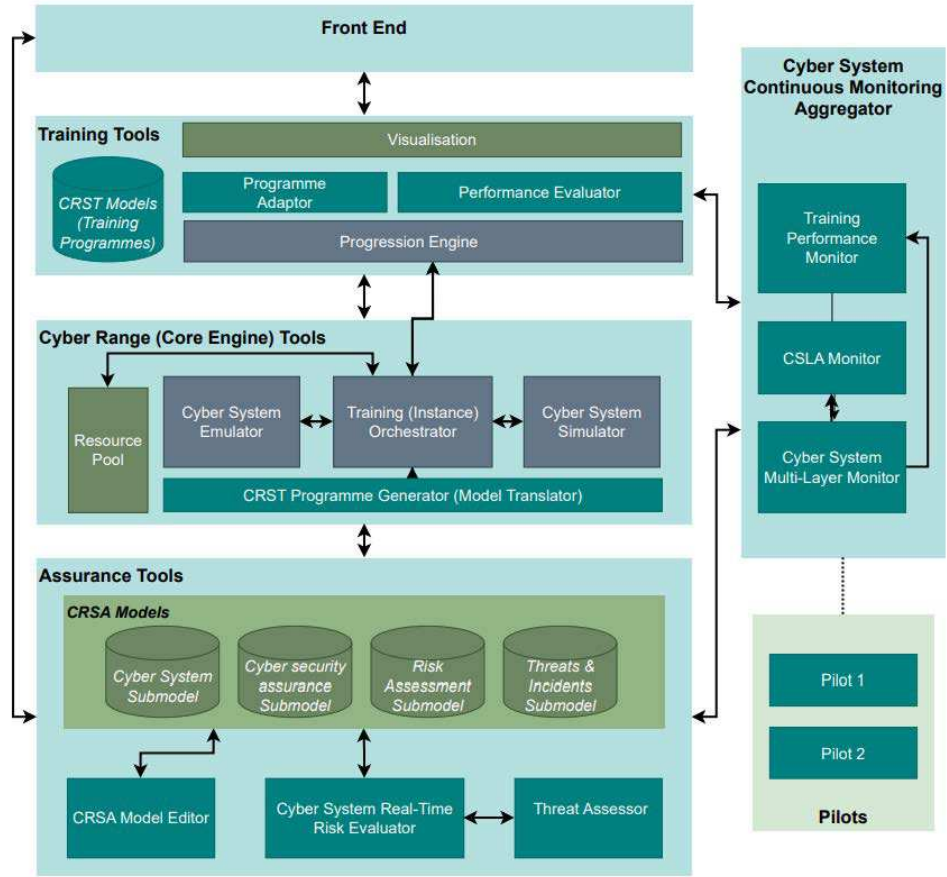 Front End
Training Tools
Visualisation
CRST Models
(Training
Programmes)
Programme
Adaptor
Performance Evaluator
Progression Engine
Cyber Range (Core Engine) Tools
Resource
Pool
Cyber System
Emulator
Training (Instance)
Orchestrator
Cyber System
Simulator
CRST Programme Generator (Model Translator)
Assurance Tools
CRSA Models
Cyber System
Submodel
Cyber security
assurance
Submodel
Risk
Assessment
Submodel
Threats &
Incidents
Submodel
CRSA Model Editor
Cyber System Real-Time
Risk Evaluator
Threat Assessor
Cyber System
Continuous Monitoring
Aggregator
Training
Performance
Monitor
CSLA Monitor
Cyber System
Multi-Layer Monitor
Pilot 1
Pilot 2
Pilots